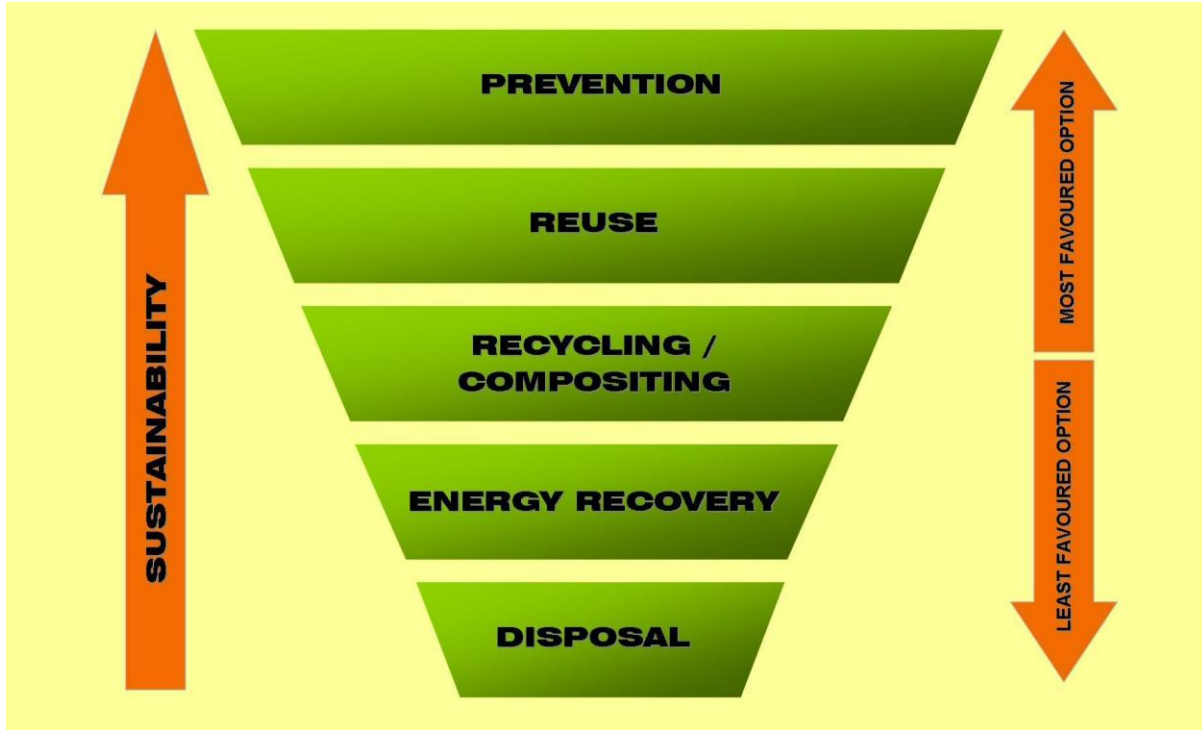 PREVENTION
REUSE
RECYCLING /
COMPOSITING
ENERGY RECOVERY
DISPOSAL
SUSTAINABILITY
MOST FAVOURED OPTION
LEAST FAVOURED OPTION